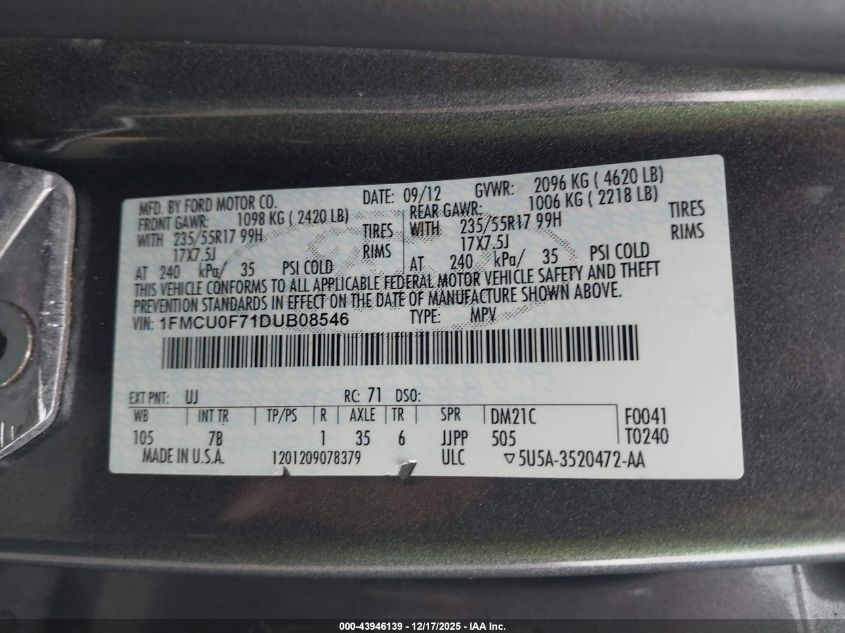 MFD. BY FORD MOTOR CO. DATE: 09/12 GVWR: 2096 KG ( 4620 LB)
FRONT GAWR: 1098 KG ( 2420 LB) REAR GAWR: 1006 KG ( 2218 LB)
WITH 235/55R17 99H TIRES WITH 235/55R17 99H TIRES
17X7.5J RIMS 17X7.5J RIMS
AT 240 kPa/ 35 PSI COLD AT 240 kPa/ 35 PSI COLD
THIS VEHICLE CONFORMS TO ALL APPLICABLE FEDERAL MOTOR VEHICLE SAFETY AND THEFT
PREVENTION STANDARDS IN EFFECT ON THE DATE OF MANUFACTURE SHOWN ABOVE.
VIN: 1FMCU0F71DUB08546 TYPE: MPV
EXT PNT: UJ RC: 71 DSO:
WB INT TR TP/PS R AXLE TR SPR DM21C F0041
105 7B 1 35 6 JJPP 505 T0240
MADE IN U.S.A. 1201209078379 ULC ▽5U5A-3520472-AA
000-43946139 - 12/17/2025 - IAA Inc.